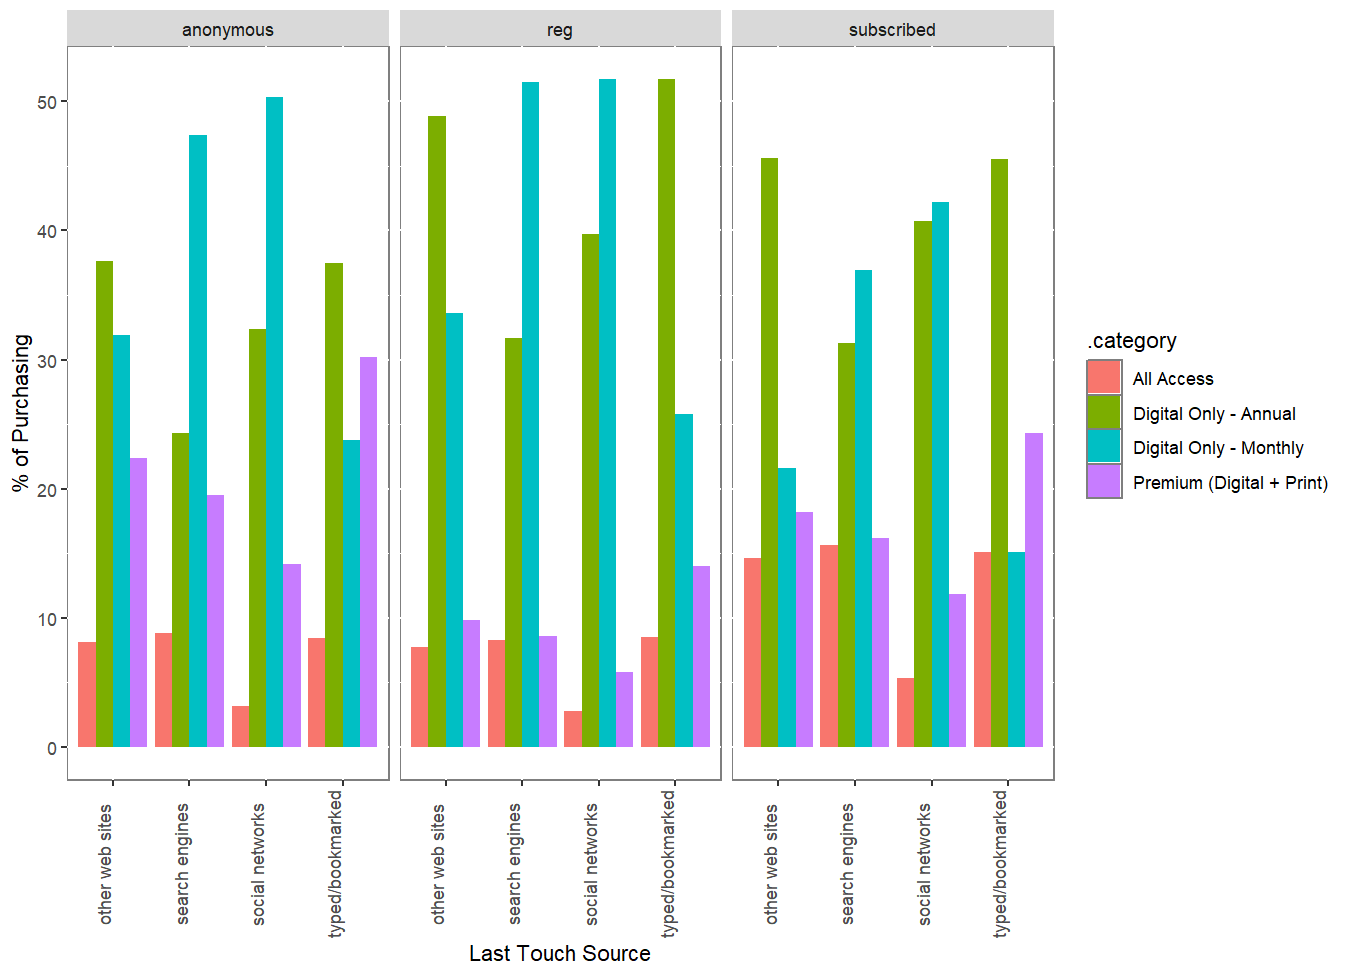 anonymous
reg
subscribed
% of Purchasing
50
40
30
20
10
0
other web sites
search engines
social networks
typed/bookmarked
other web sites
search engines
social networks
typed/bookmarked
other web sites
search engines
social networks
typed/bookmarked
Last Touch Source
.category
All Access
Digital Only - Annual
Digital Only - Monthly
Premium (Digital + Print)